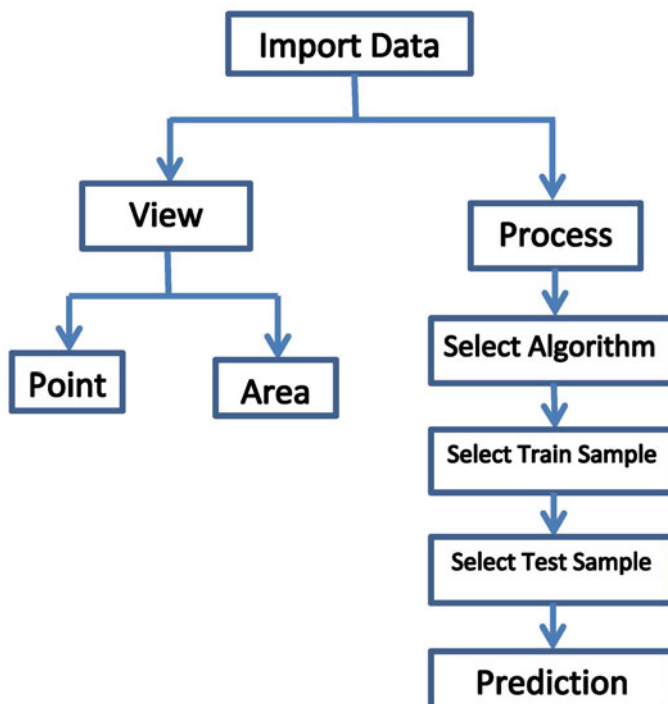 Import Data
View
Process
Point
Area
Select Algorithm
Select Train Sample
Select Test Sample
Prediction